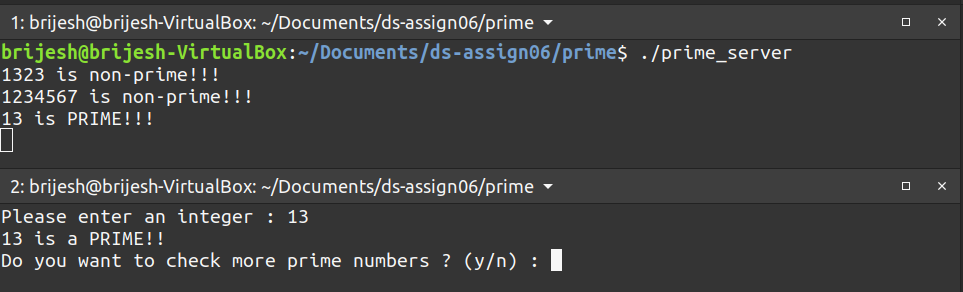 1: brijesh@brijesh-VirtualBox: ~/Documents/ds-assign06/prime
brijesh@brijesh-VirtualBox:~/Documents/ds-assign06/prime$ ./prime_server
1323 is non-prime!!!
1234567 is non-prime!!!
13 is PRIME!!!
2: brijesh@brijesh-VirtualBox: ~/Documents/ds-assign06/prime
Please enter an integer : 13
13 is a PRIME!!
Do you want to check more prime numbers ? (y/n) :